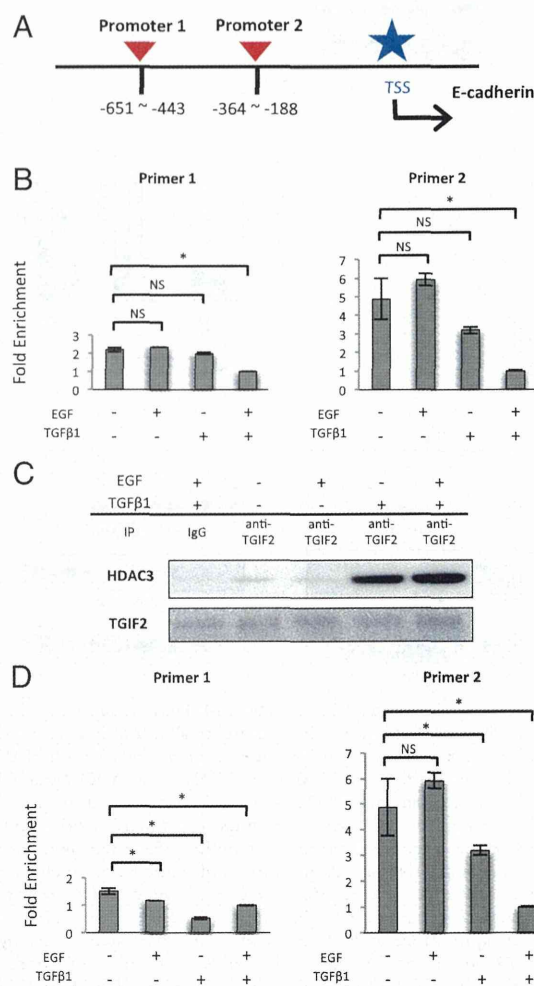 A
Promoter 1 Promoter 2
TSS
-651 ~ -443 -364 ~ -188 E-cadherin
B
Primer 1 Primer 2
*
NS
NS
*
NS
NS
Fold Enrichment
3
2
1
0
7
6
5
4
3
2
1
0
EGF - + - + EGF - + - +
TGFβ1 - - + + TGFβ1 - - + +
C
EGF + - + - +
TGFβ1 + - - + +
IP IgG anti-TGIF2 anti-TGIF2 anti-TGIF2 anti-TGIF2
HDAC3
TGIF2
D
Primer 1 Primer 2
*
*
*
*
*
NS
Fold Enrichment
2
1
0
7
6
5
4
3
2
1
0
EGF - + - + EGF - + - +
TGFβ1 - - + + TGFβ1 - - + +